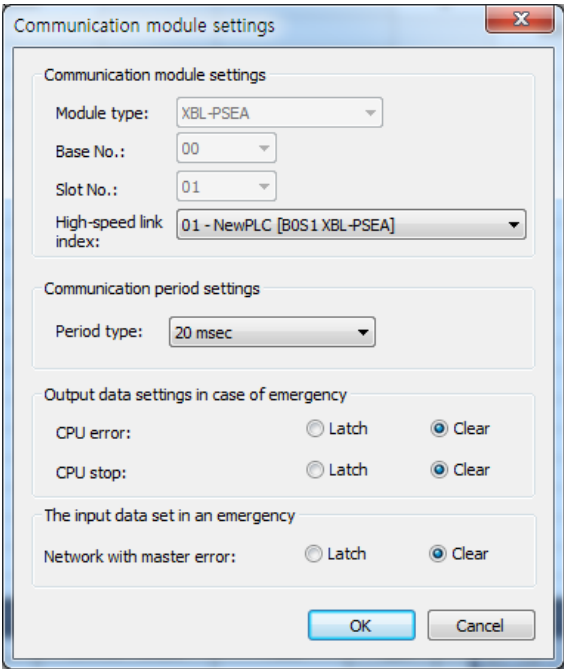 Communication module settings
Communication module settings
Module type: XBL-PSEA
Base No.: 00
Slot No.: 01
High-speed link
index: 01 - NewPLC [B0S1 XBL-PSEA]
Communication period settings
Period type: 20 msec
Output data settings in case of emergency
CPU error: Latch Clear
CPU stop: Latch Clear
The input data set in an emergency
Network with master error: Latch Clear
OK Cancel